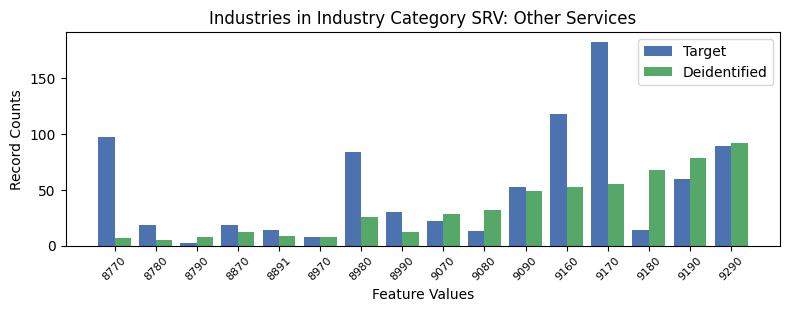 Industries in Industry Category SRV: Other Services
Target
Deidentified
Record Counts
150
100
50
0
8770 8780 8790 8870 8891 8970 8980 8990 9070 9080 9090 9160 9170 9180 9190 9290
Feature Values